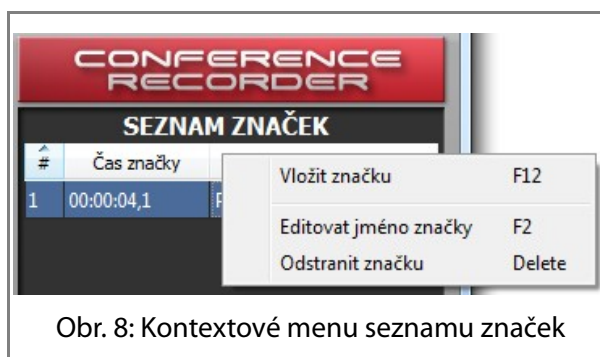 CONFERENCE
RECORDER
SEZNAM ZNAČEK
# Čas značky
1 00:00:04,1
Vložit značku F12
Editovat jméno značky F2
Odstranit značku Delete
Obr. 8: Kontextové menu seznamu značek